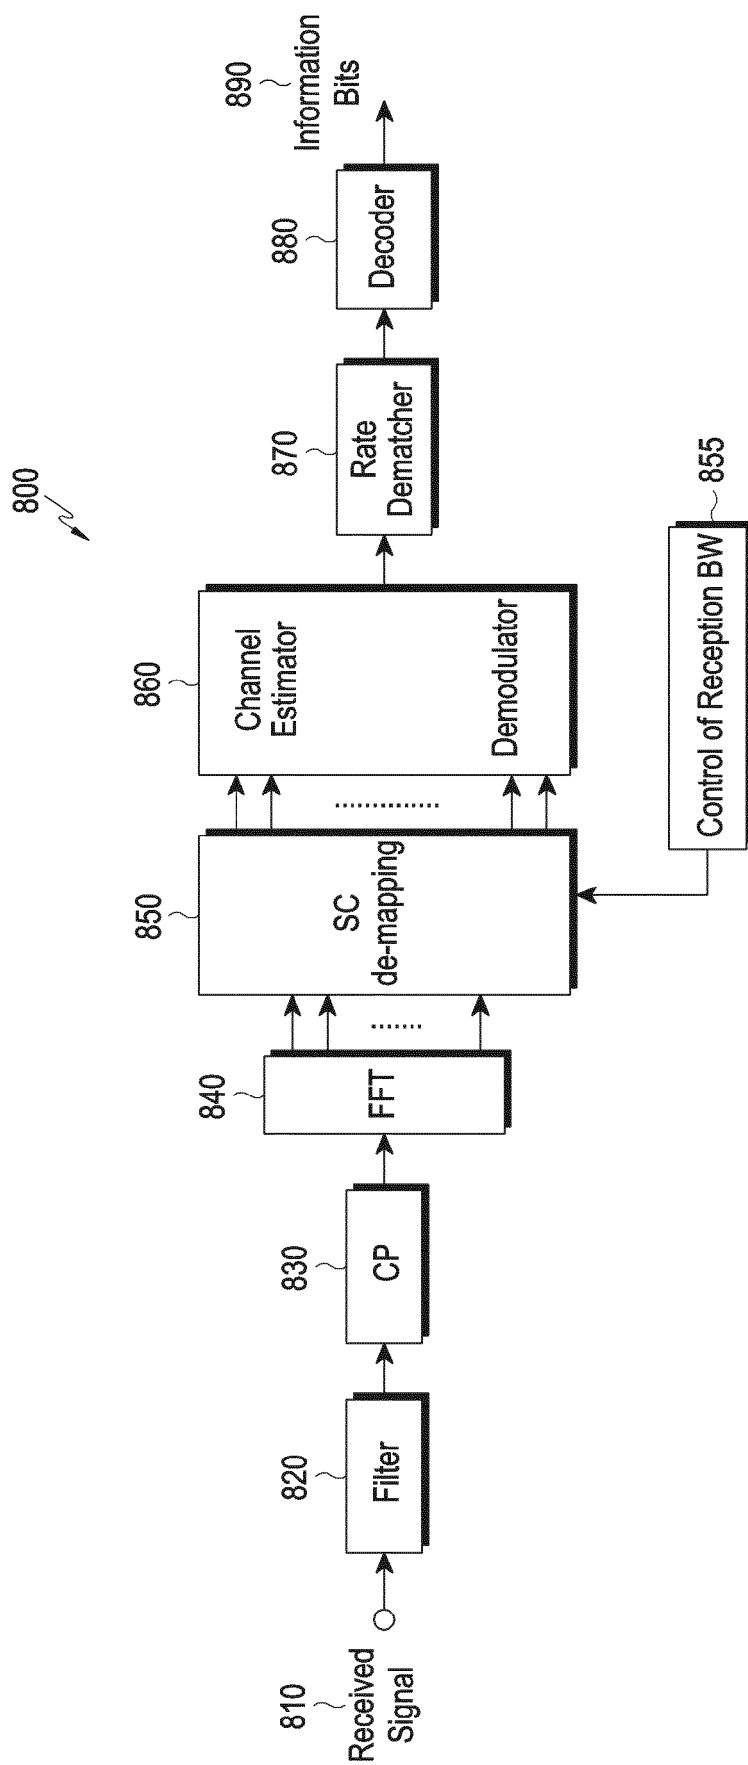 800
810
Received
Signal
820
Filter
830
CP
840
FFT
850
SC
de-mapping
855
Control of Reception BW
860
Channel
Estimator
Demodulator
870
Rate
Dematcher
880
Decoder
890
Information
Bits